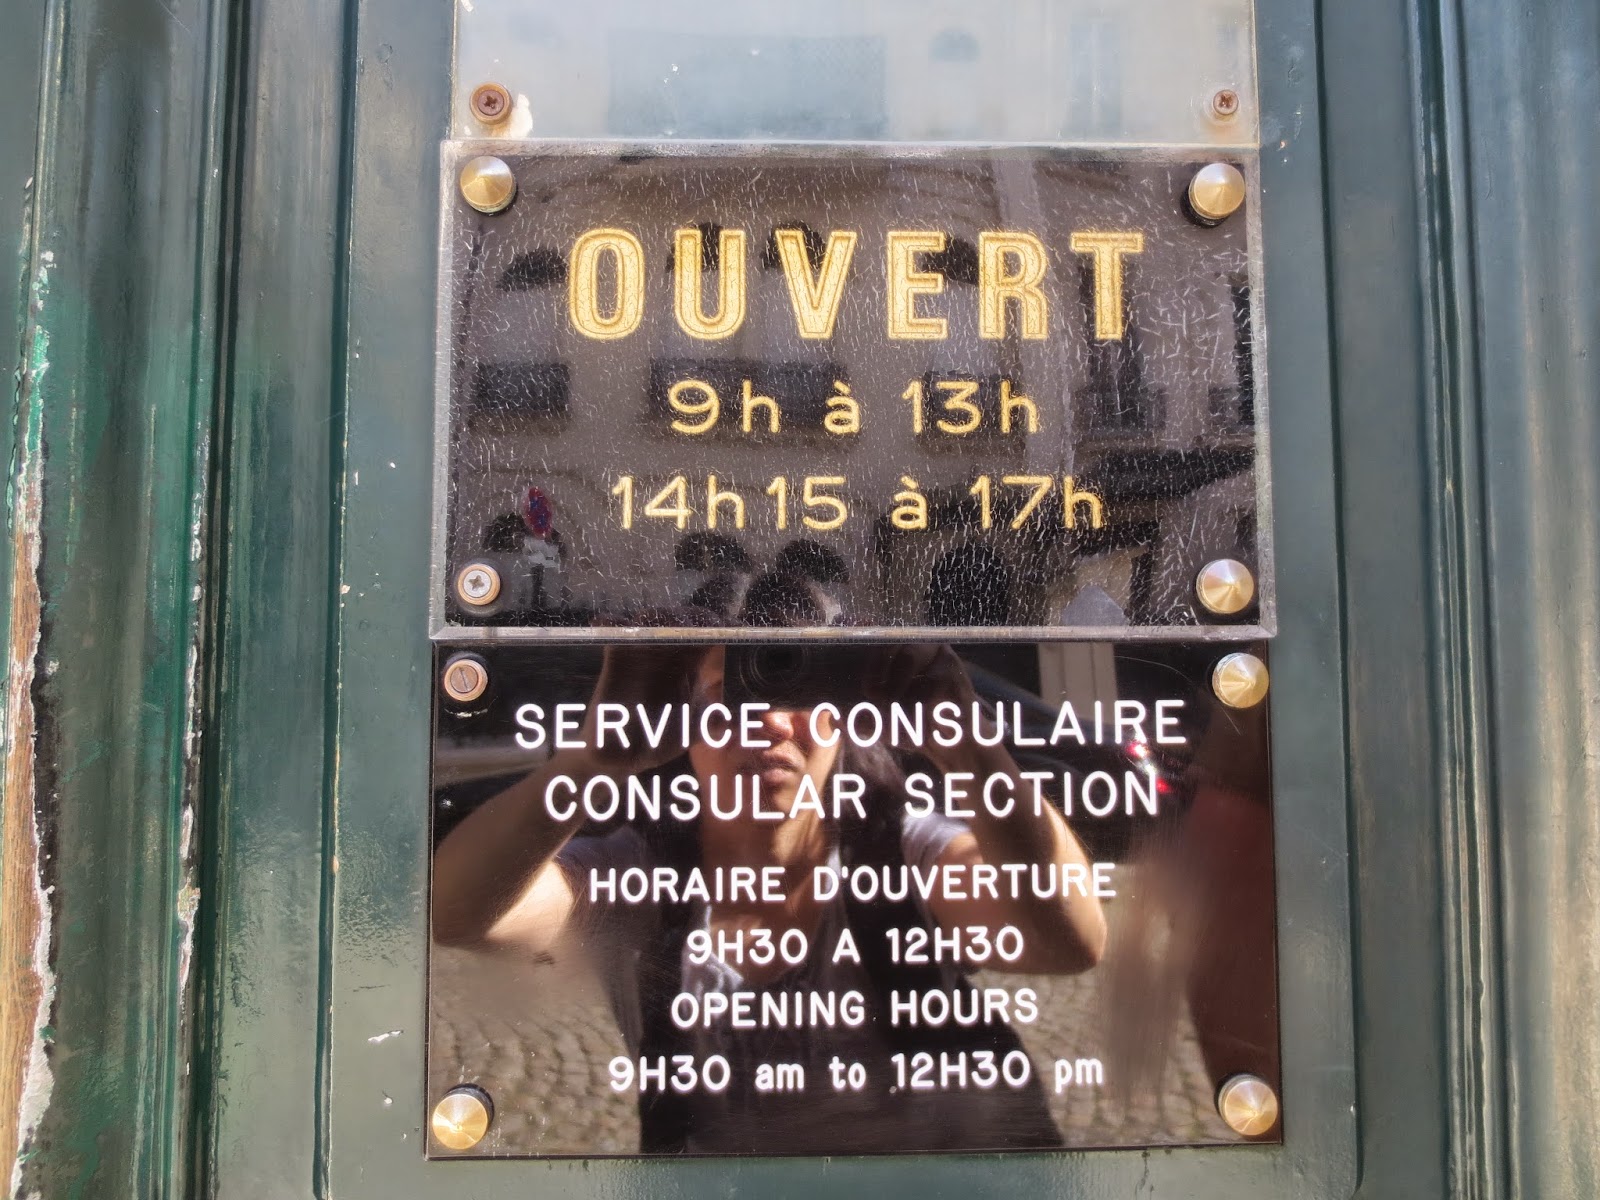 OUVERT
9h à 13h
14h15 à 17h
SERVICE CONSULAIRE
CONSULAR SECTION
HORAIRE D'OUVERTURE
9H30 A 12H30
OPENING HOURS
9H30 am to 12H30 pm